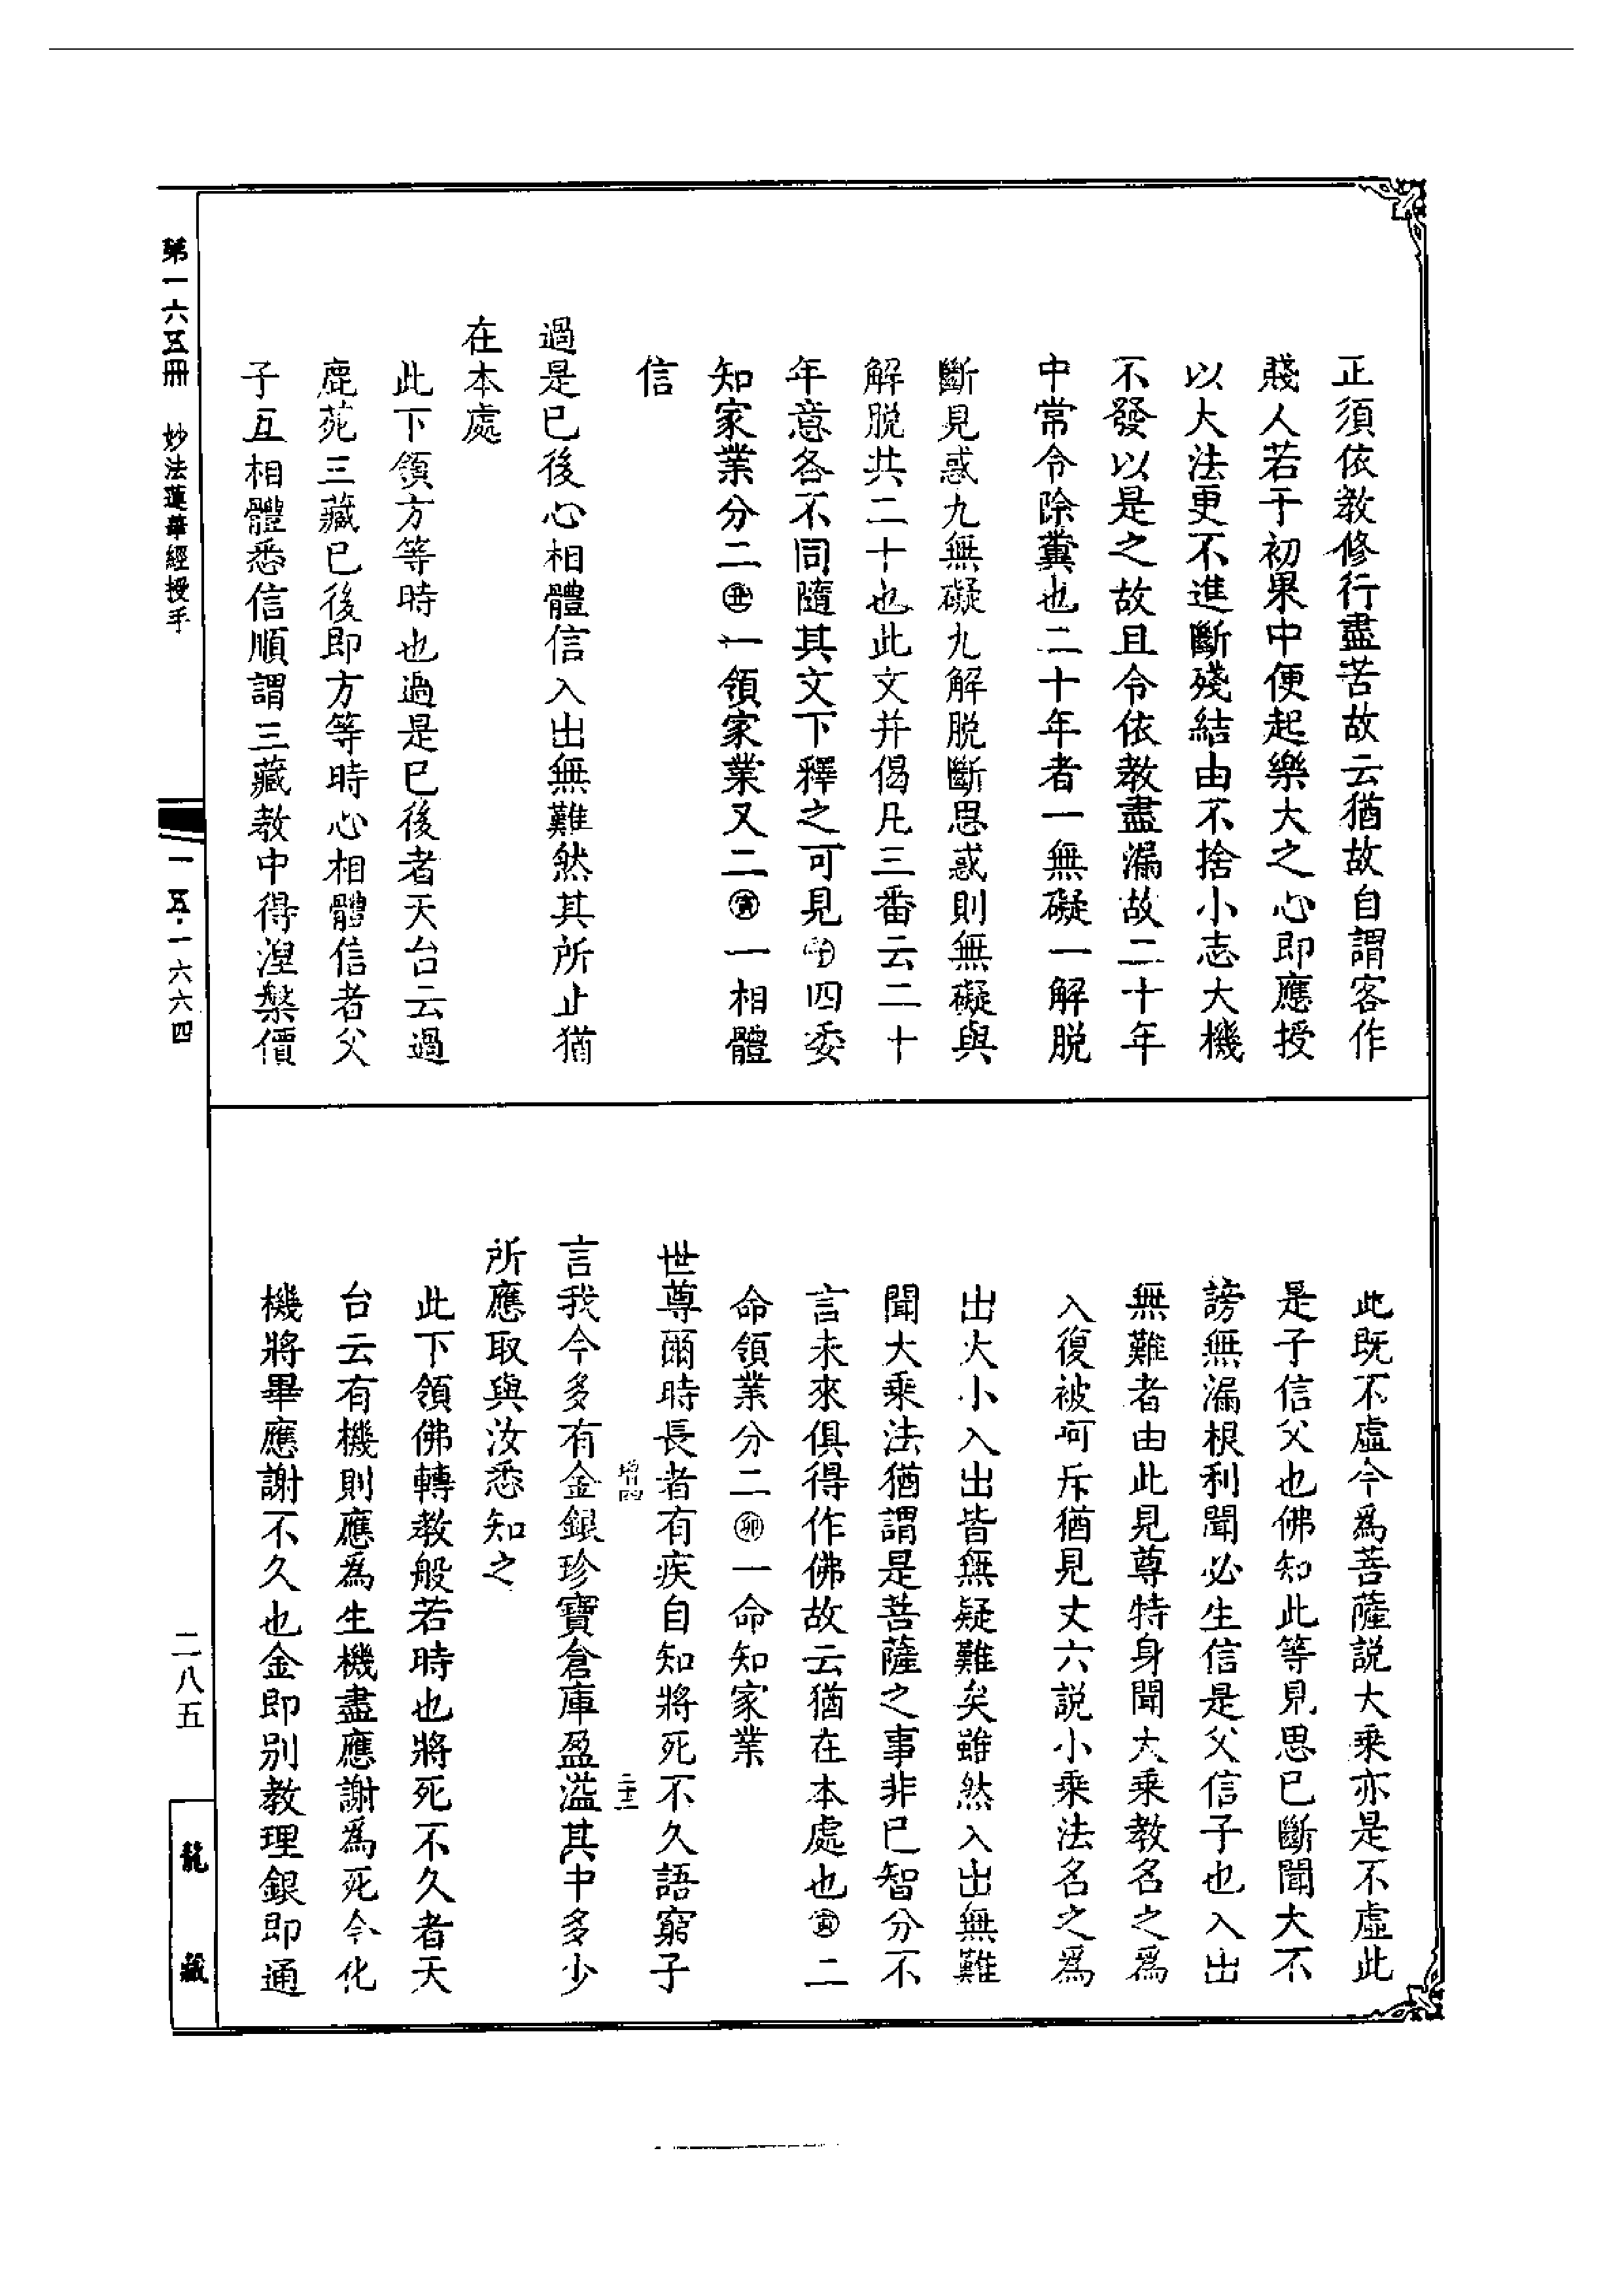 正須依教修行盡苦故云猶故自謂客作
賤人若于初果中便起樂大之心即應授
以大法更不進斷殘結由不捨小志大機
不發以是之故且令依教盡漏故二十年
中常令除糞也二十年者一無礙一解脱
斷見惑九無礙九解脱斷思惑則無礙與
解脱共二十也此文并偈凡三番云二十
年意各不同隨其文下釋之可見㊉四委
知家業分二㊉一領家業又二㊉一相體
信
過是已後心相體信入出無難然其所止猶
在本處
此下領方等時也過是已後者天台云過
鹿苑三藏已後即方等時心相體信者父
子互相體悉信順謂三藏教中得涅槃價
此既不虛今爲菩薩説大乘亦是不虛此
是子信父也佛知此等見思已斷聞大不
謗無漏根利聞必生信是父信子也入出
無難者由此見尊特身聞大乘教名之爲
入復被呵斥猶見丈六説小乘法名之爲
出大小入出皆無疑難矣雖然入出無難
聞大乘法猶謂是菩薩之事非已智分不
言未來俱得作佛故云猶在本處也㊉二
命領業分二㊉一命知家業
世尊爾時長者有疾自知將死不久語窮子
言我今多有金銀珍寶倉庫盈溢其中多少
所應取與汝悉知之
此下領佛轉教般若時也將死不久者天
台云有機則應爲生機盡應謝爲死今化
機將畢應謝不久也金即别教理銀即通
第一六五冊　妙法蓮華經授手
一五·一六六四
二八五
龍藏